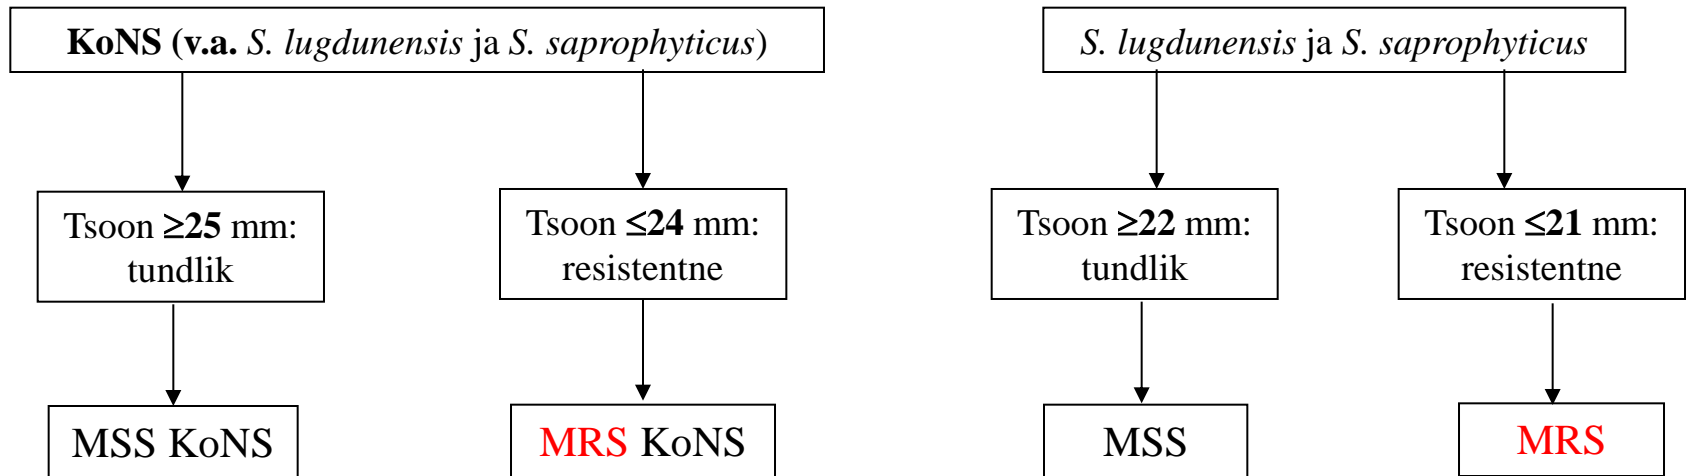 KoNS (v.a. S. lugdunensis ja S. saprophyticus)
Tsoon ≥25 mm:
tundlik
MSS KoNS
Tsoon ≤24 mm:
resistentne
MRS KoNS
S. lugdunensis ja S. saprophyticus
Tsoon ≥22 mm:
tundlik
MSS
Tsoon ≤21 mm:
resistentne
MRS